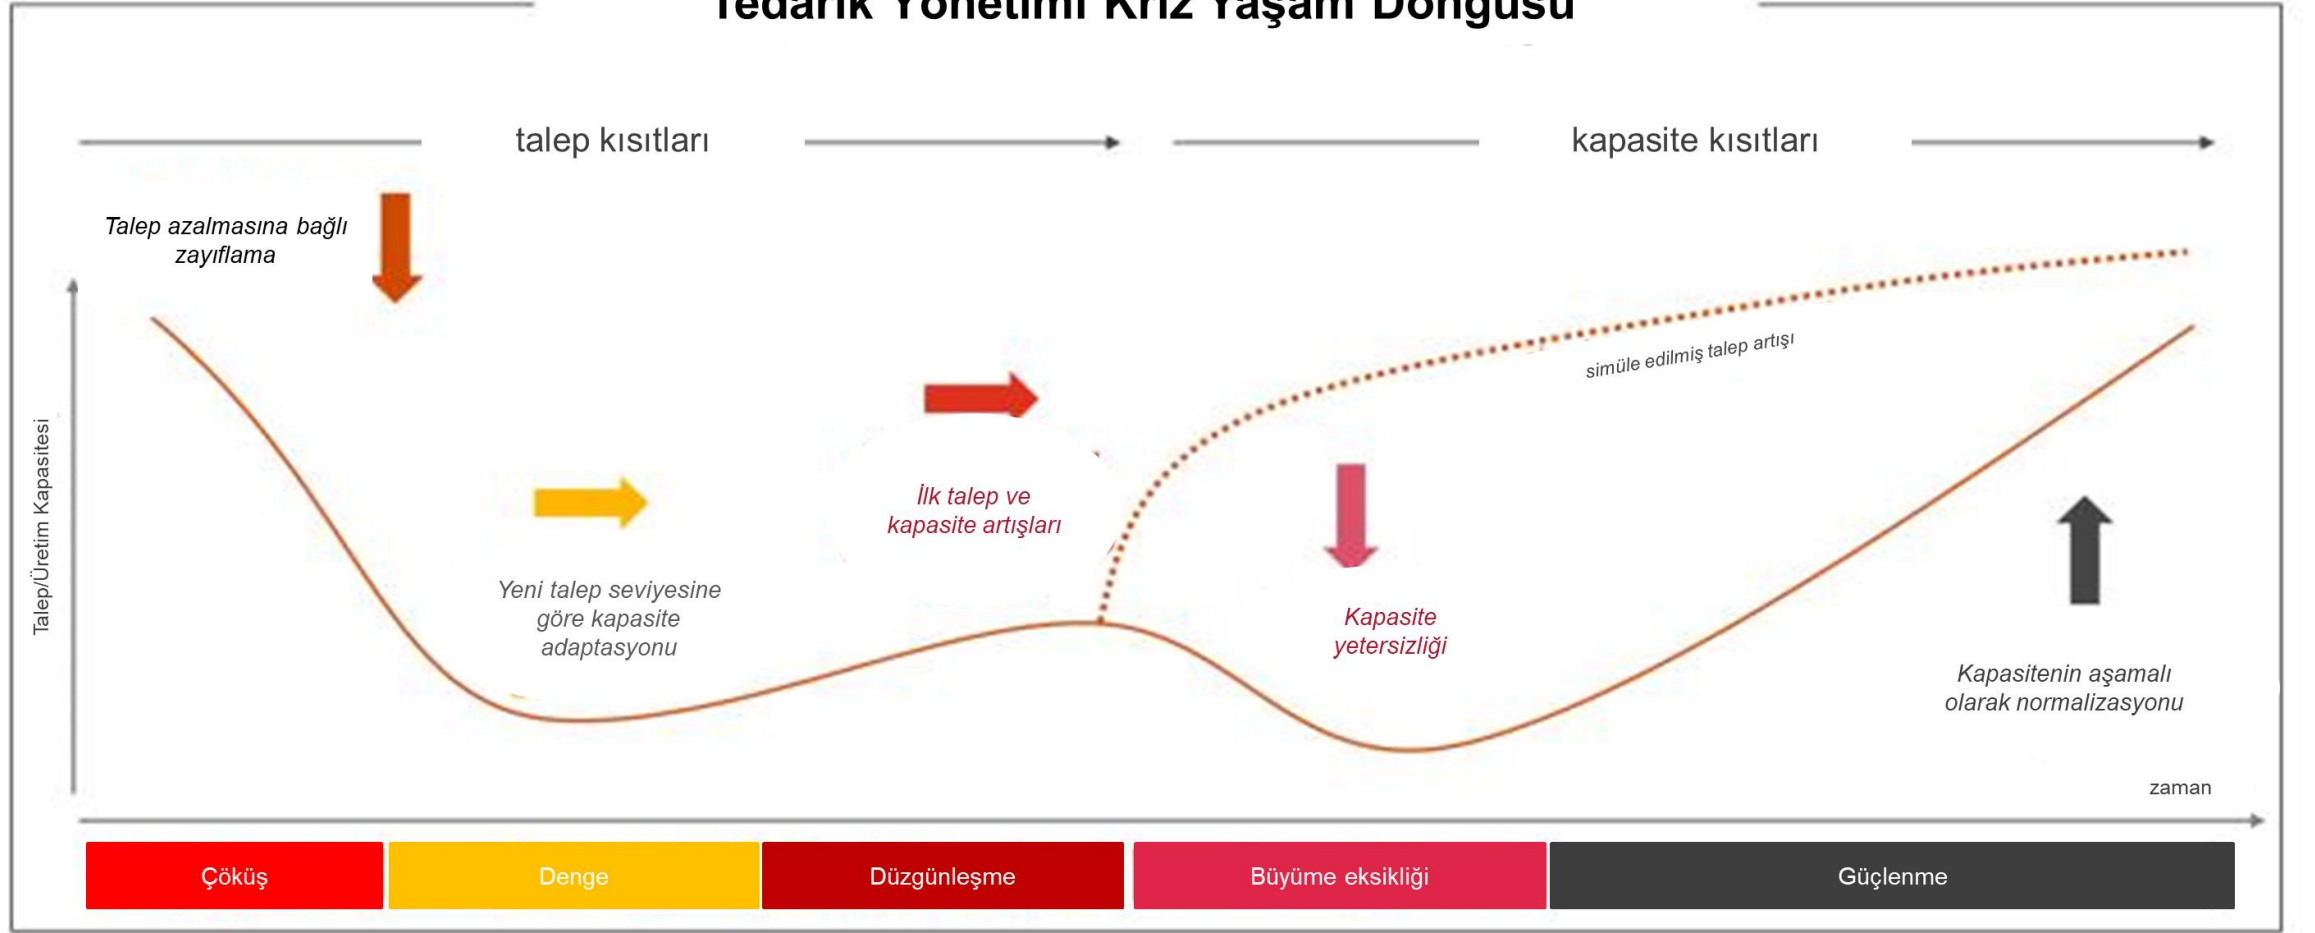 Tedarik Yönetimi Kriz Yaşam Döngüsü
talep kısıtları
kapasite kısıtları
Talep azalmasına bağlı
zayıflama
simüle edilmiş talep artışı
İlk talep ve
kapasite artışları
Yeni talep seviyesine
göre kapasite
adaptasyonu
Kapasite
yetersizliği
Kapasitenin aşamalı
olarak normalizasyonu
Talep/Üretim Kapasitesi
zaman
Çöküş
Denge
Düzgünleşme
Büyüme eksikliği
Güçlenme